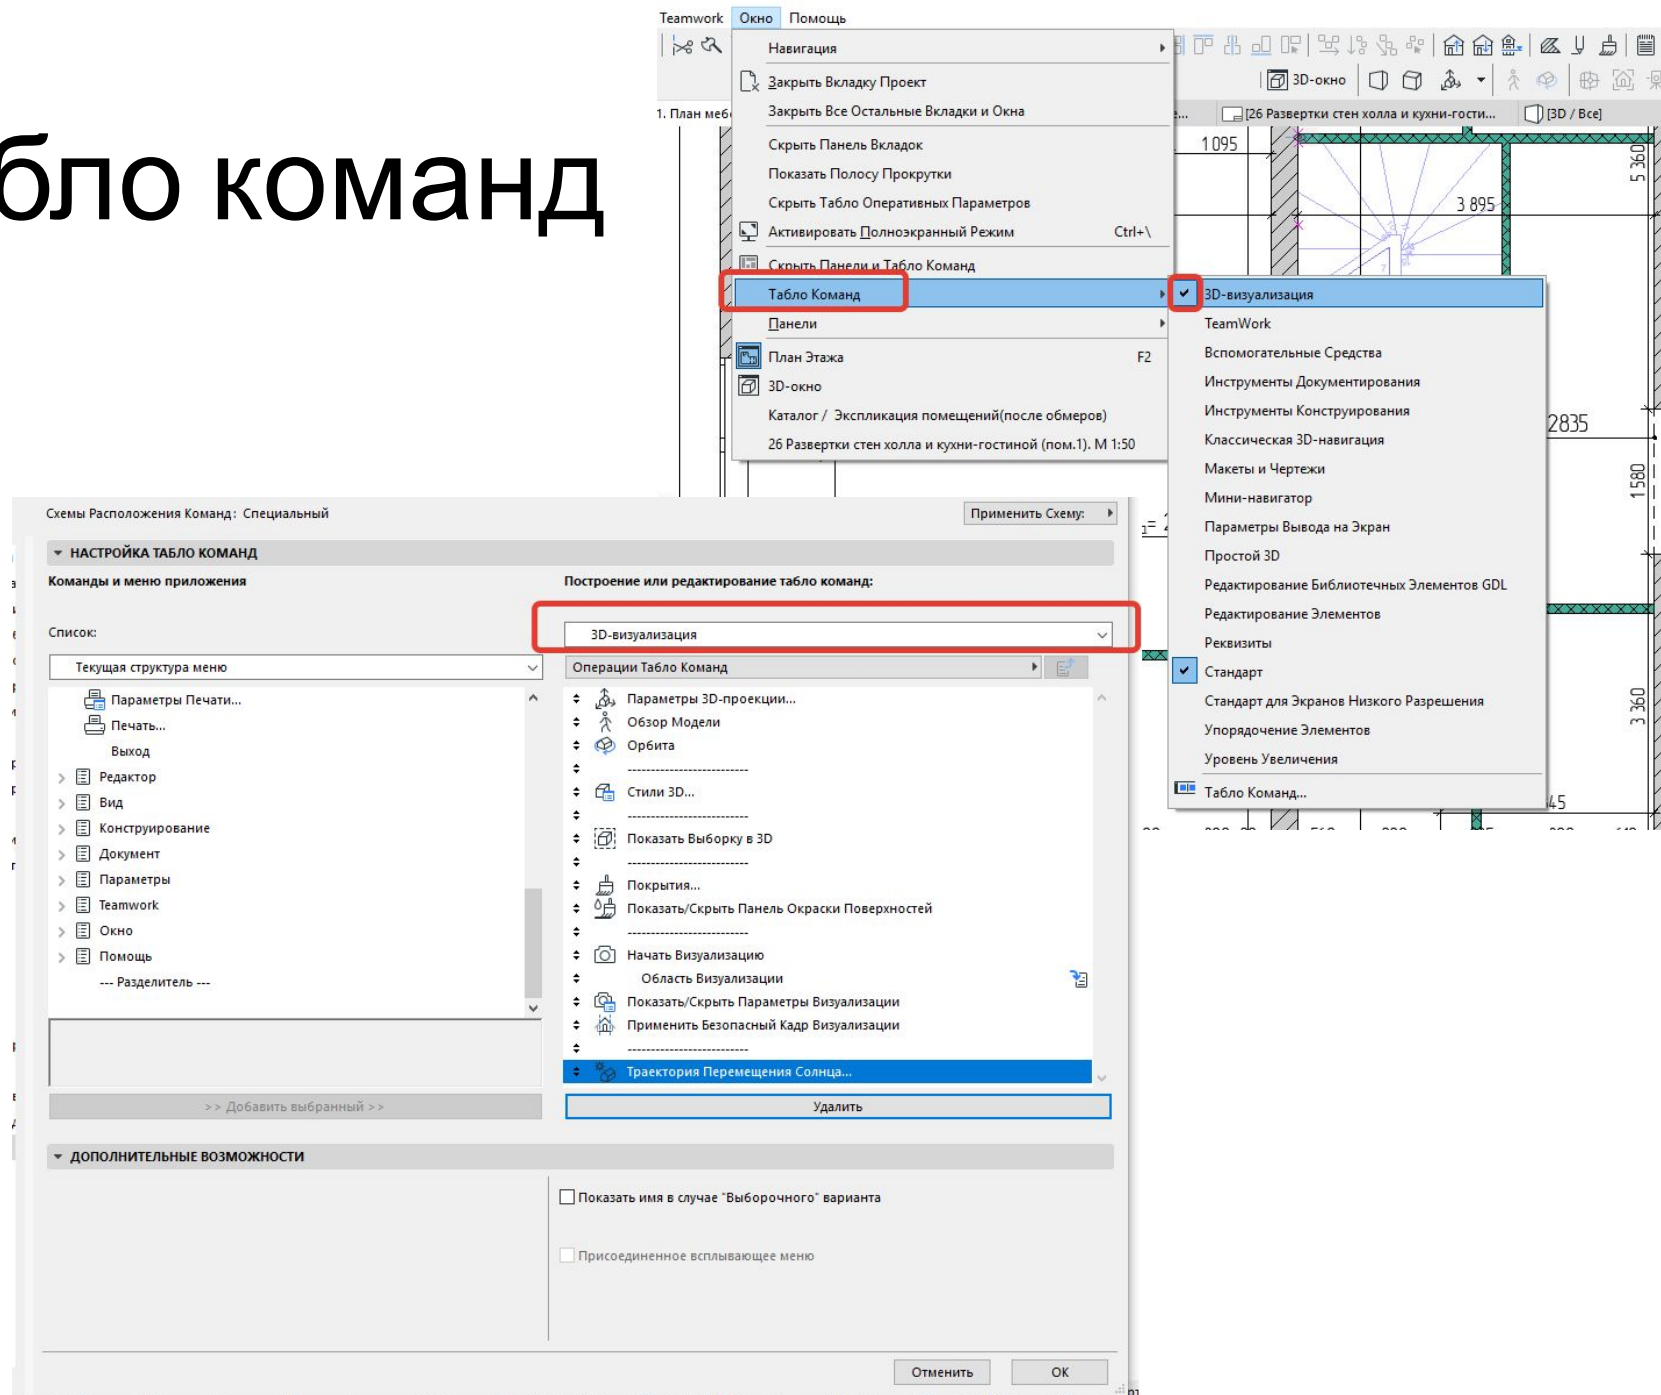 бло команд
Teamwork Окно Помощь
Навигация
Закрыть Вкладку Проект
Закрыть Все Остальные Вкладки и Окна
Скрыть Панель Вкладок
Показать Полосу Прокрутки
Скрыть Табло Оперативных Параметров
Активировать Полноэкранный Режим Ctrl+\
Скрыть Панели и Табло Команд
Табло Команд
Панели
План Этажа F2
3D-окно
Каталог / Экспликация помещений(после обмеров)
26 Развертки стен холла и кухни-гостиной (пом.1). М 1:50
3D-окно
1. План меб
[26 Развертки стен холла и кухни-гости...
[3D / Все]
1095
3 895
5 360
2835
1 580
3 360
3D-визуализация
TeamWork
Вспомогательные Средства
Инструменты Документирования
Инструменты Конструирования
Классическая 3D-навигация
Макеты и Чертежи
Мини-навигатор
Параметры Вывода на Экран
Простой 3D
Редактирование Библиотечных Элементов GDL
Редактирование Элементов
Реквизиты
Стандарт
Стандарт для Экранов Низкого Разрешения
Упорядочение Элементов
Уровень Увеличения
Табло Команд...
Схемы Расположения Команд: Специальный
Применить Схему:
НАСТРОЙКА ТАБЛО КОМАНД
Команды и меню приложения
Список:
Текущая структура меню
Параметры Печати...
Печать...
Выход
Редактор
Вид
Конструирование
Документ
Параметры
Teamwork
Окно
Помощь
--- Разделитель ---
>> Добавить выбранный >>
Построение или редактирование табло команд:
3D-визуализация
Операции Табло Команд
Параметры 3D-проекции...
Обзор Модели
Орбита
--------------------------
Стили 3D...
--------------------------
Показать Выборку в 3D
--------------------------
Покрытия...
Показать/Скрыть Панель Окраски Поверхностей
--------------------------
Начать Визуализацию
Область Визуализации
Показать/Скрыть Параметры Визуализации
Применить Безопасный Кадр Визуализации
--------------------------
Траектория Перемещения Солнца...
Удалить
ДОПОЛНИТЕЛЬНЫЕ ВОЗМОЖНОСТИ
Показать имя в случае "Выборочного" варианта
Присоединенное всплывающее меню
Отменить
ОК